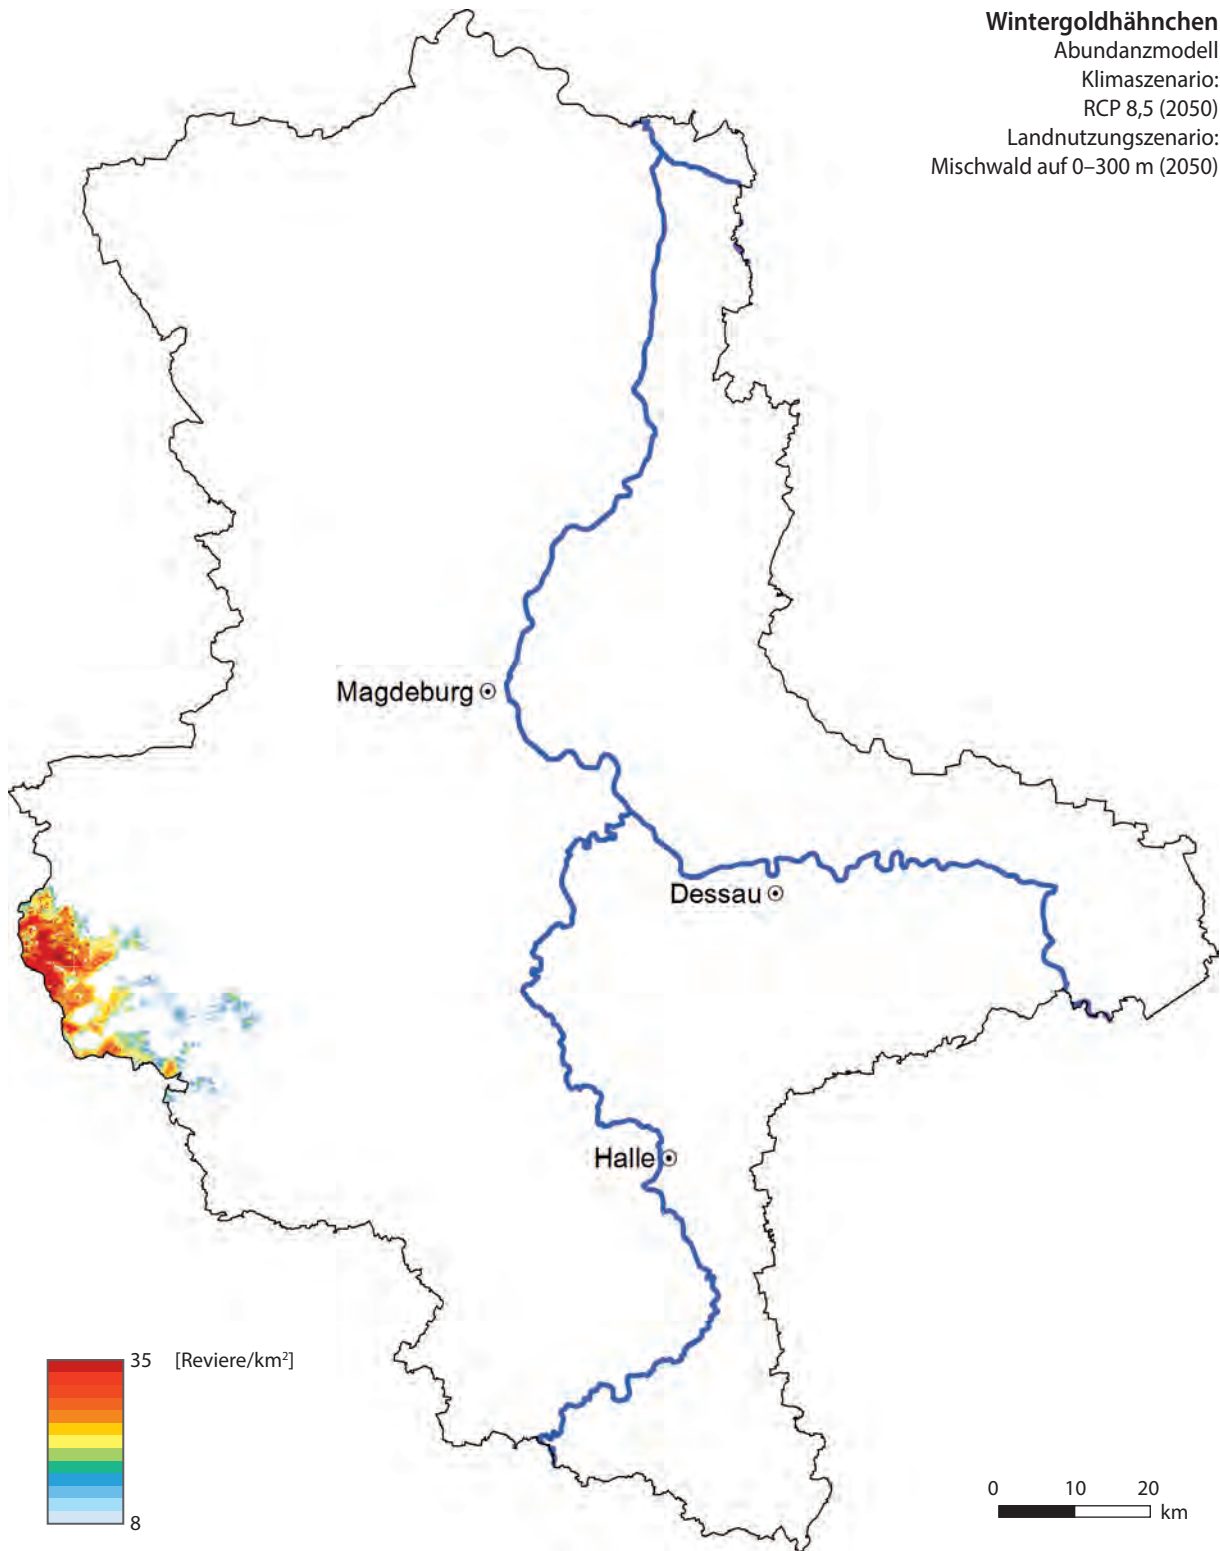 Wintergoldhähnchen
Abundanzmodell
Klimaszenario:
RCP 8,5 (2050)
Landnutzungszenario:
Mischwald auf 0–300 m (2050)
Magdeburg
Dessau
Halle
35 [Reviere/km²]
8
0 10 20
km